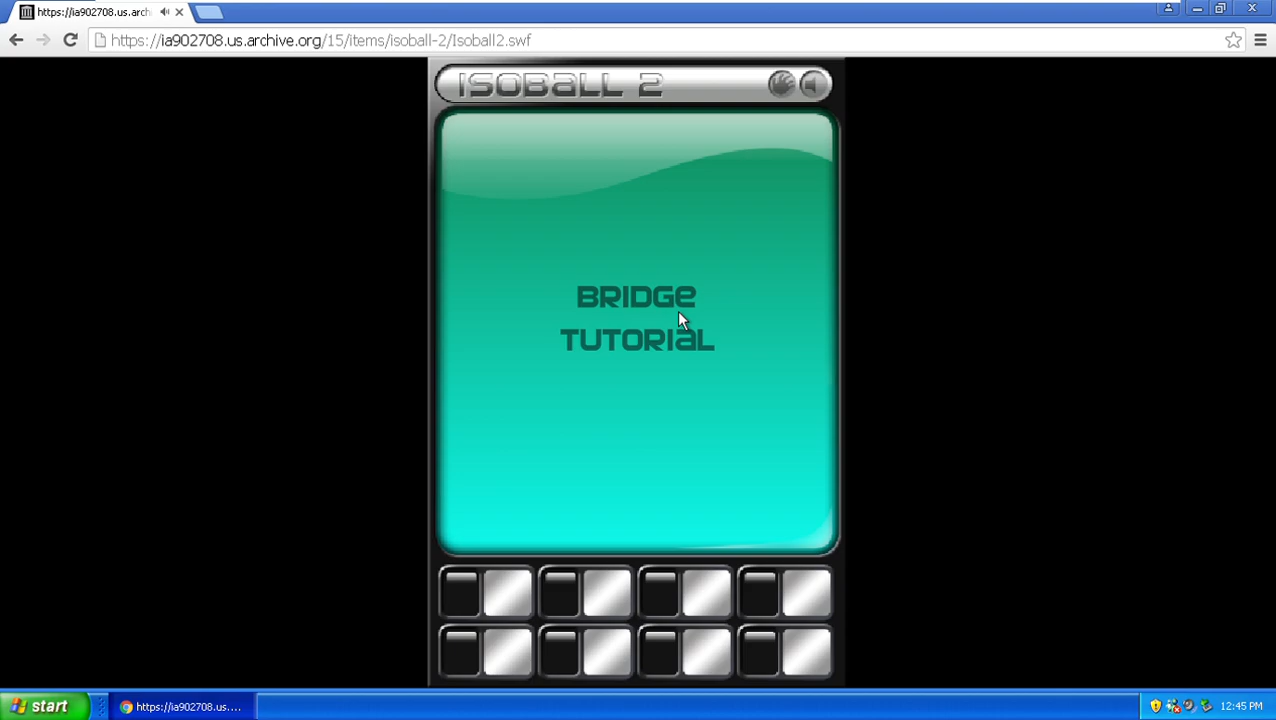 https://ia902708.us.archi
https://ia902708.us.archive.org/15/items/isoball-2/Isoball2.swf
ISOBaLL 2
BRIDGe
TUTORIaL
start
https://ia902708.us....
12:45 PM